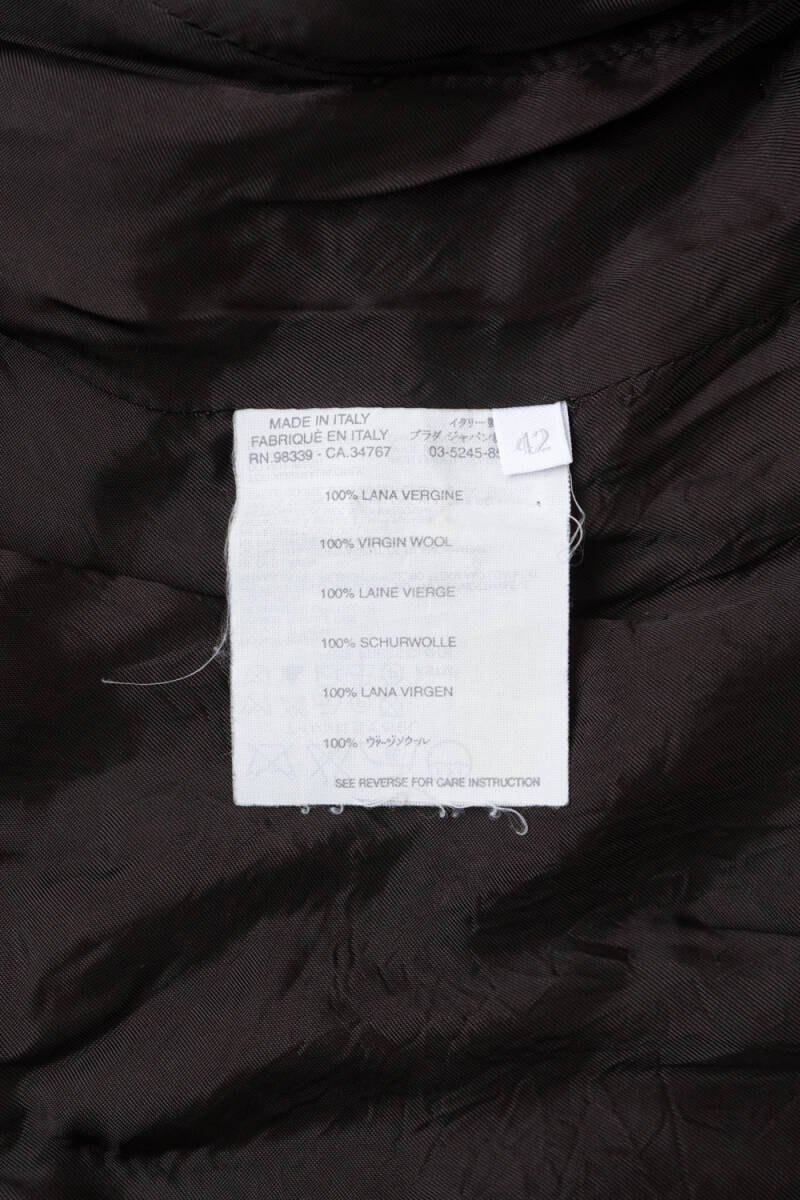 MADE IN ITALY
FABRIQUÉ EN ITALY
RN.98339 - CA.34767
イタリー製
プラダ ジャパン
03-5245-8
42
100% LANA VERGINE
100% VIRGIN WOOL
100% LAINE VIERGE
100% SCHURWOLLE
100% LANA VIRGEN
100% ヴァージンウール
SEE REVERSE FOR CARE INSTRUCTION